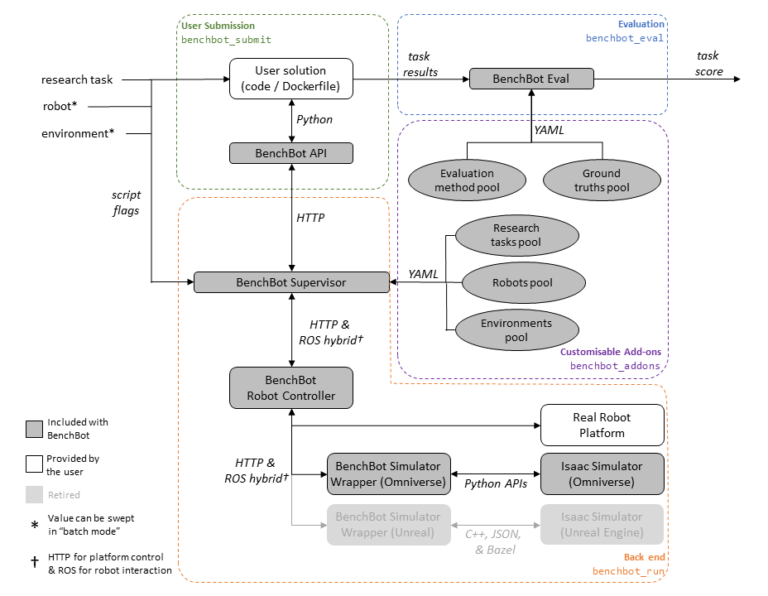 User Submission
benchbot_submit
Evaluation
benchbot_eval
research task
robot*
environment*
User solution
(code / Dockerfile)
task
results
BenchBot Eval
task
score
Python
YAML
BenchBot API
Evaluation
method pool
Ground
truths pool
script
flags
HTTP
Research
tasks pool
BenchBot Supervisor
YAML
Robots pool
HTTP &
ROS hybrid†
Environments
pool
Customisable Add-ons
benchbot_addons
BenchBot
Robot Controller
Real Robot
Platform
HTTP &
ROS hybrid†
BenchBot Simulator
Wrapper (Omniverse)
Python APIs
Isaac Simulator
(Omniverse)
BenchBot Simulator
Wrapper (Unreal)
C++, JSON,
& Bazel
Isaac Simulator
(Unreal Engine)
Back end
benchbot_run
Included with
BenchBot
Provided by
the user
Retired
* Value can be swept
in “batch mode”
† HTTP for platform control
& ROS for robot interaction